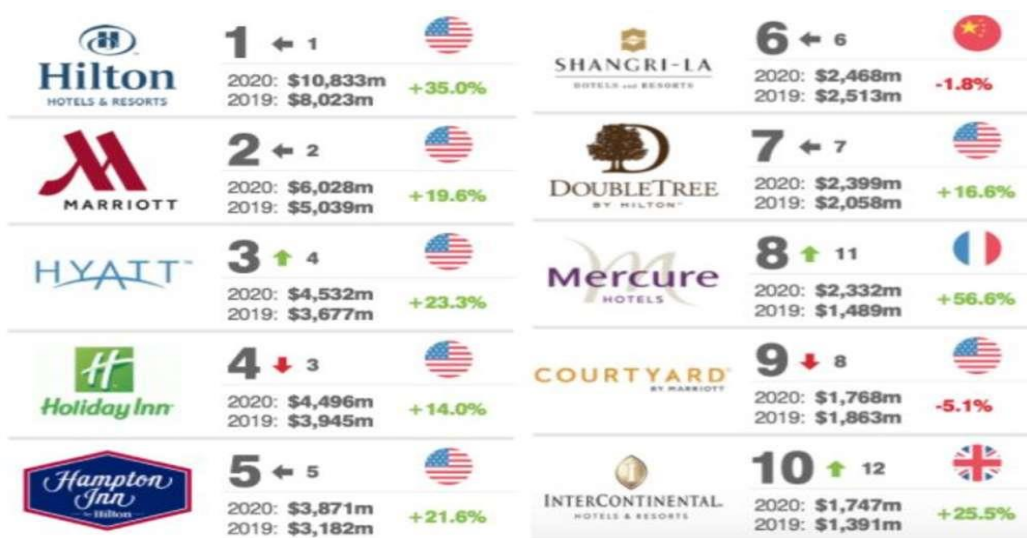 Hilton
HOTELS & RESORTS
1 ← 1
2020: $10,833m
2019: $8,023m
+35.0%
MARRIOTT
2 ← 2
2020: $6,028m
2019: $5,039m
+19.6%
HYATT™
3 ↑ 4
2020: $4,532m
2019: $3,677m
+23.3%
H
Holiday Inn
4 ↓ 3
2020: $4,496m
2019: $3,945m
+14.0%
Hampton
Inn
by Hilton
5 ← 5
2020: $3,871m
2019: $3,182m
+21.6%
SHANGRI-LA
HOTELS and RESORTS
6 ← 6
2020: $2,468m
2019: $2,513m
-1.8%
D
DOUBLETREE
BY HILTON™
7 ← 7
2020: $2,399m
2019: $2,058m
+16.6%
Mercure
HOTELS
8 ↑ 11
2020: $2,332m
2019: $1,489m
+56.6%
COURTYARD®
BY MARRIOTT
9 ↓ 8
2020: $1,768m
2019: $1,863m
-5.1%
INTERCONTINENTAL.
HOTELS & RESORTS
10 ↑ 12
2020: $1,747m
2019: $1,391m
+25.5%